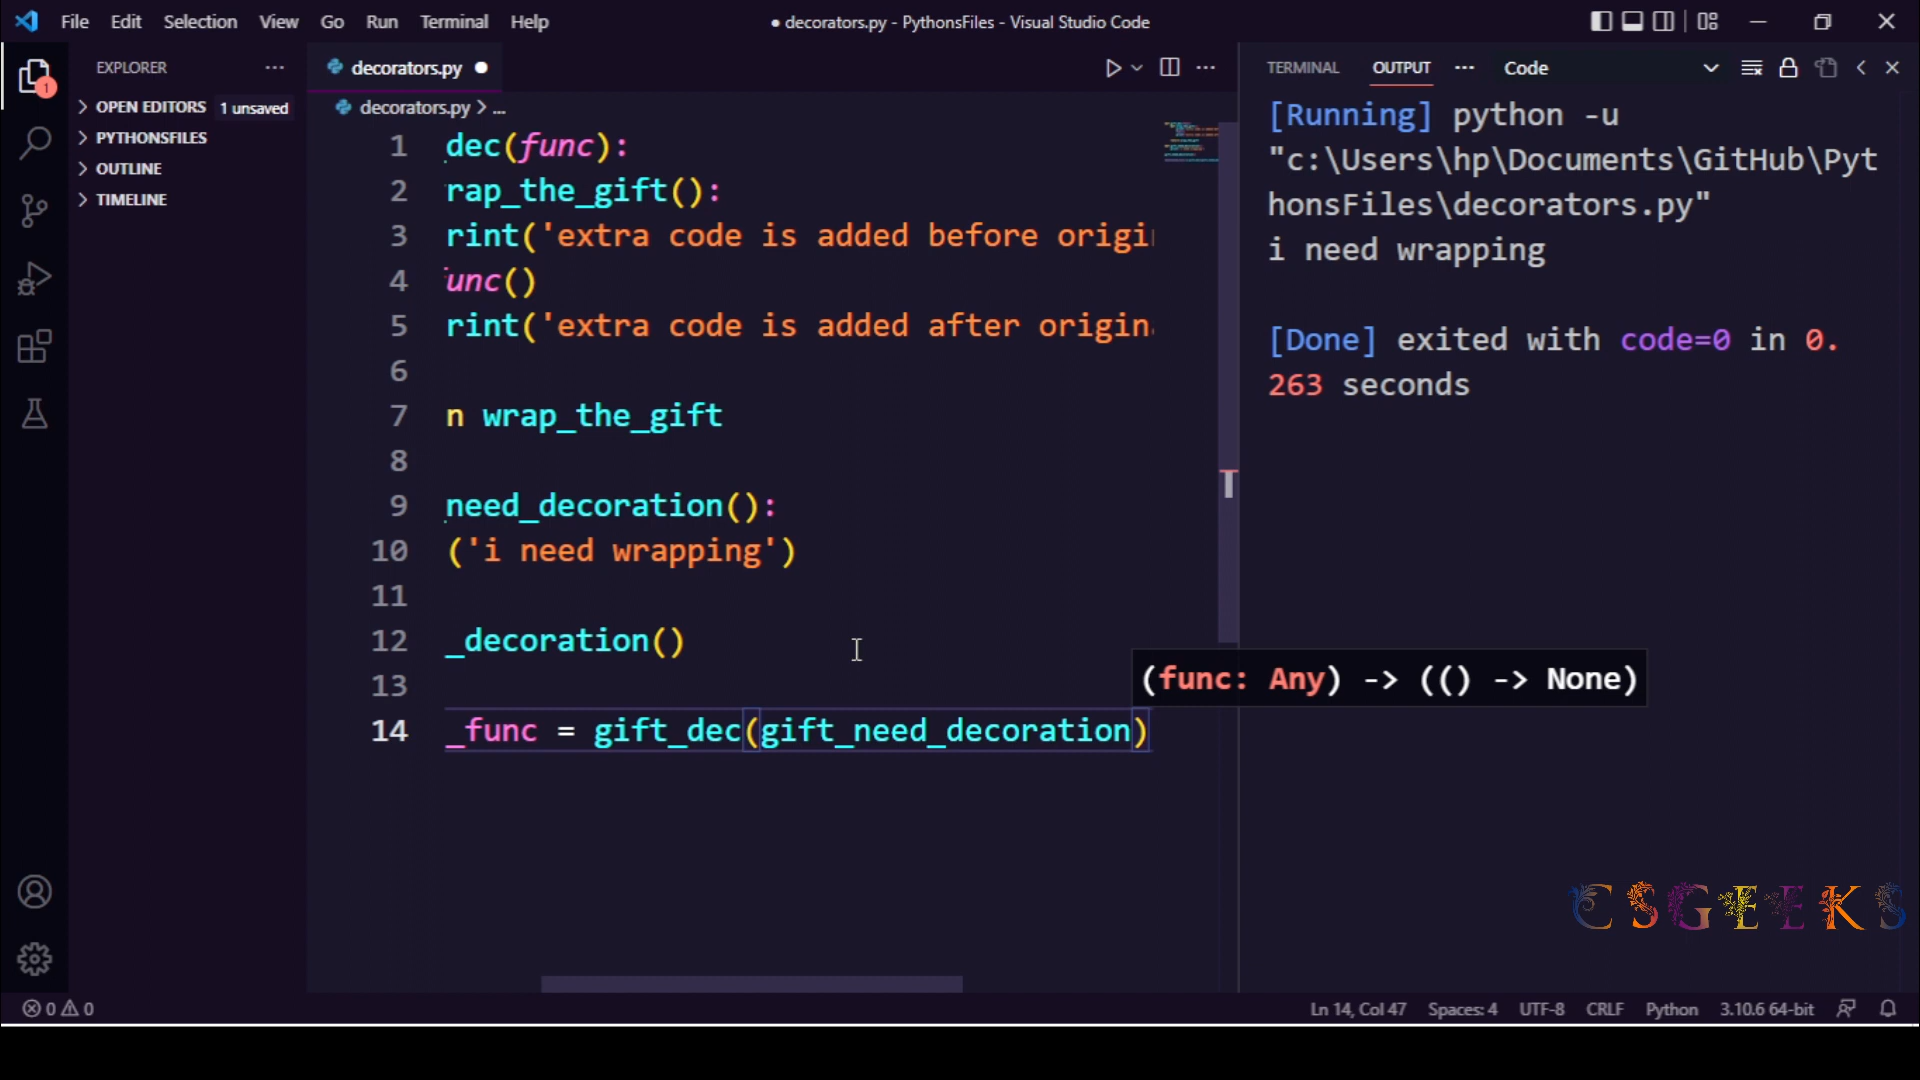 File Edit Selection View Go Run Terminal Help
● decorators.py - PythonsFiles - Visual Studio Code
EXPLORER
1
OPEN EDITORS 1 unsaved
PYTHONSFILES
OUTLINE
TIMELINE
decorators.py
decorators.py > ...
1 dec(func):
2 rap_the_gift():
3 rint('extra code is added before origi
4 unc()
5 rint('extra code is added after origin
6
7 n wrap_the_gift
8
9 need_decoration():
10 ('i need wrapping')
11
12 _decoration()
13
14 _func = gift_dec(gift_need_decoration)
(func: Any) -> (() -> None)
TERMINAL OUTPUT ... Code
[Running] python -u
"c:\Users\hp\Documents\GitHub\Pyt
honsFiles\decorators.py"
i need wrapping
[Done] exited with code=0 in 0.
263 seconds
CSGEEKS
0 0
Ln 14, Col 47 Spaces: 4 UTF-8 CRLF Python 3.10.6 64-bit